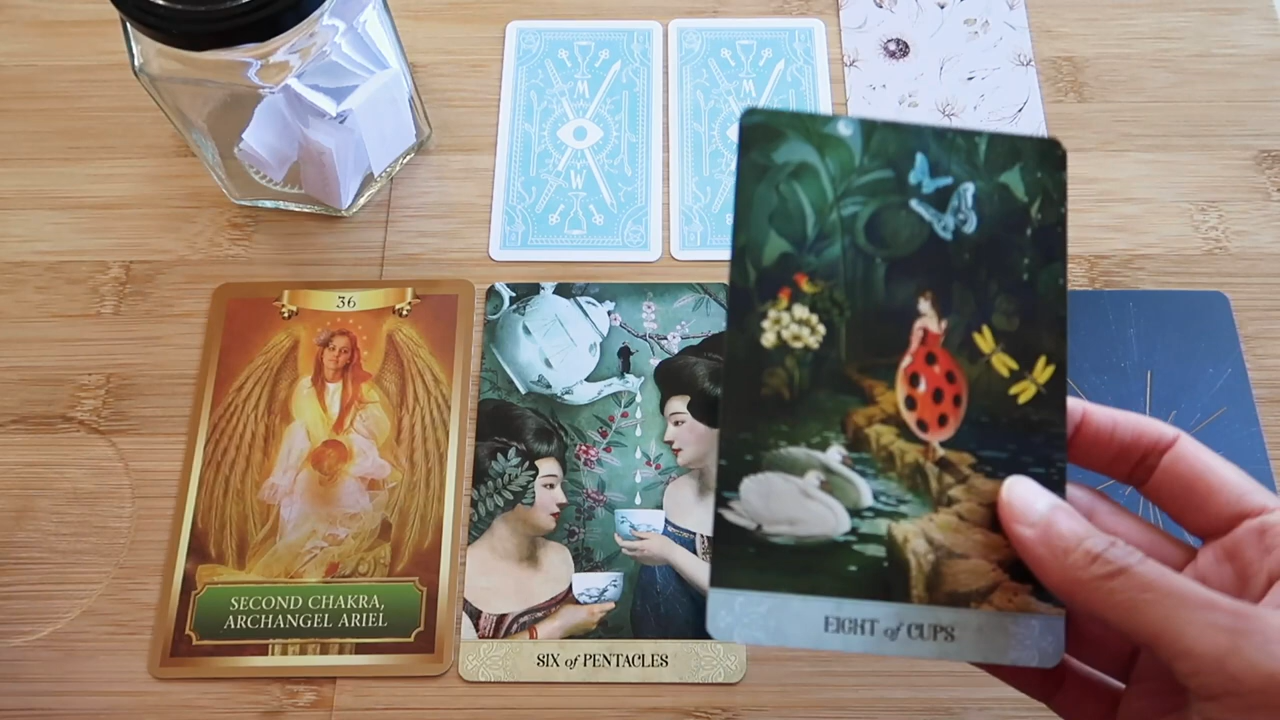 M
W
M
36
SECOND CHAKRA,
ARCHANGEL ARIEL
SIX of PENTACLES
EIGHT of CUPS